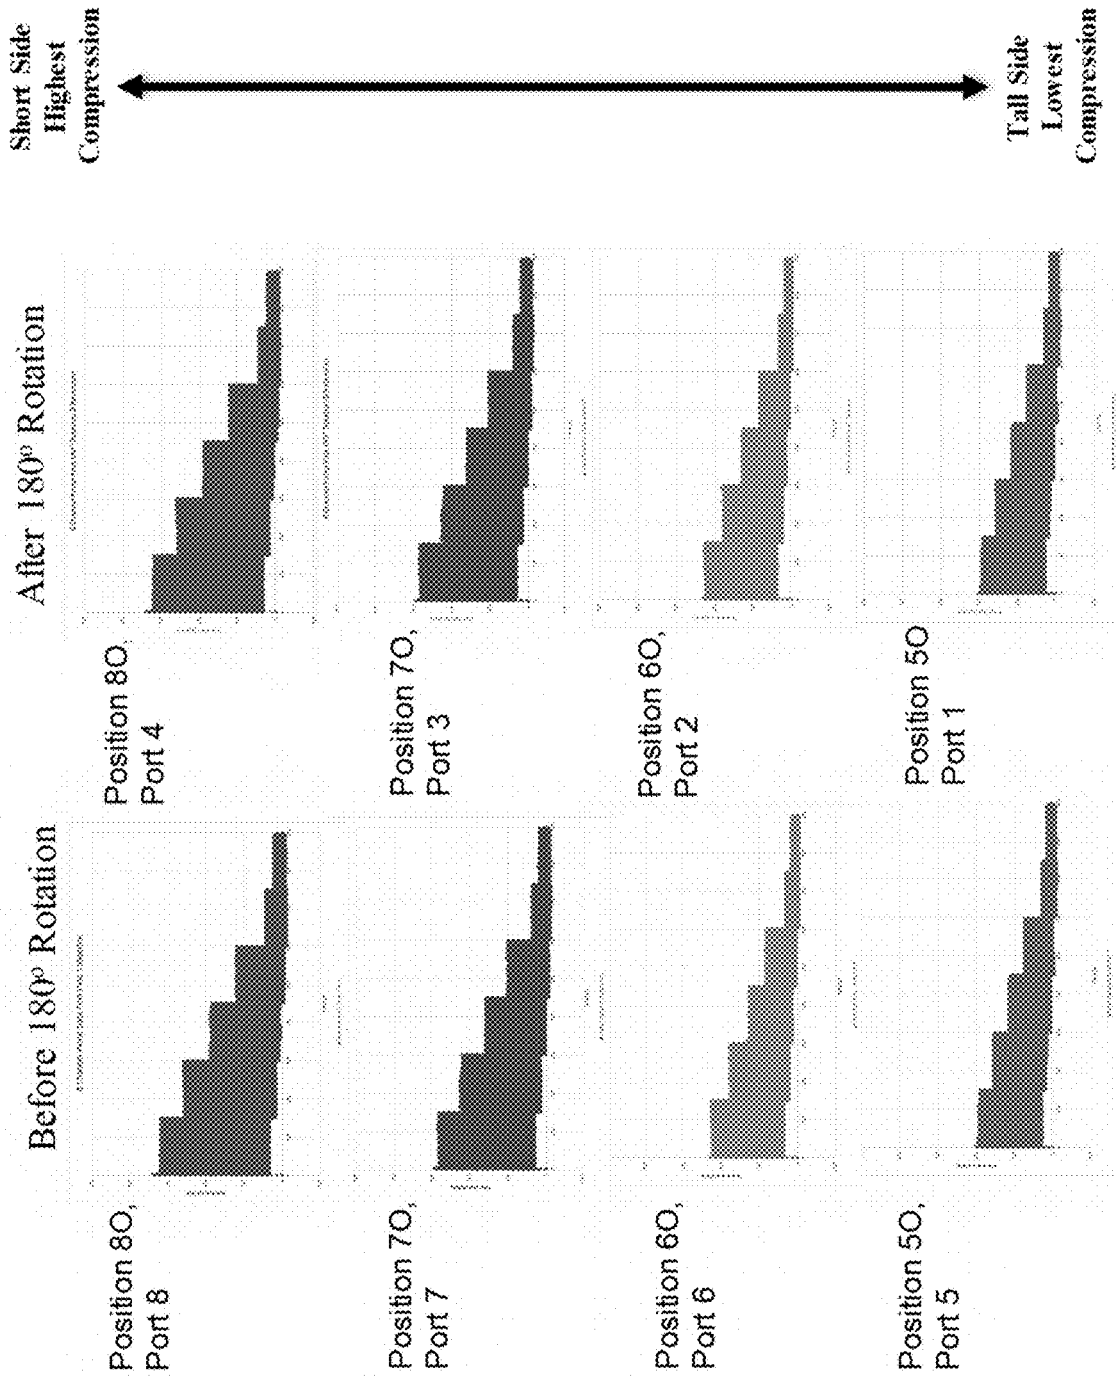 Before 180º Rotation
After 180º Rotation
Position 8O,
Port 8
Position 8O,
Port 4
Short Side
Highest
Compression
Position 7O,
Port 7
Position 7O,
Port 3
Position 6O,
Port 6
Position 6O,
Port 2
Position 5O,
Port 5
Position 5O
Port 1
Tall Side
Lowest
Compression